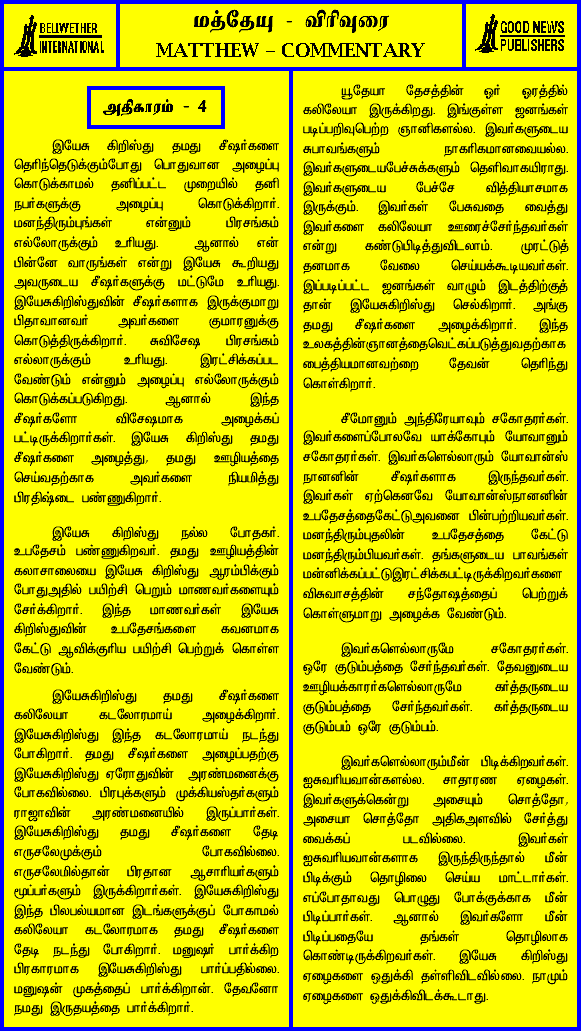 BELLWETHER
INTERNATIONAL
மத்தேயு - விரிவுரை
MATTHEW – COMMENTARY
GOOD NEWS
PUBLISHERS
அதிகாரம் - 4
இயேசு கிறிஸ்து தமது சீஷர்களை
தெரிந்தெடுக்கும்போது பொதுவான அழைப்பு
கொடுக்காமல் தனிப்பட்ட முறையில் தனி
நபர்களுக்கு அழைப்பு கொடுக்கிறார்.
மனந்திரும்புங்கள் என்னும் பிரசங்கம்
எல்லோருக்கும் உரியது. ஆனால் என்
பின்னே வாருங்கள் என்று இயேசு கூறியது
அவருடைய சீஷர்களுக்கு மட்டுமே உரியது.
இயேசுகிறிஸ்துவின் சீஷர்களாக இருக்குமாறு
பிதாவானவர் அவர்களை குமாரனுக்கு
கொடுத்திருக்கிறார். சுவிசேஷ பிரசங்கம்
எல்லாருக்கும் உரியது. இரட்சிக்கப்பட
வேண்டும் என்னும் அழைப்பு எல்லோருக்கும்
கொடுக்கப்படுகிறது. ஆனால் இந்த
சீஷர்களோ விசேஷமாக அழைக்கப்
பட்டிருக்கிறார்கள். இயேசு கிறிஸ்து தமது
சீஷர்களை அழைத்து, தமது ஊழியத்தை
செய்வதற்காக அவர்களை நியமித்து
பிரதிஷ்டை பண்ணுகிறார்.
இயேசு கிறிஸ்து நல்ல போதகர்.
உபதேசம் பண்ணுகிறவர். தமது ஊழியத்தின்
கலாசாலையை இயேசு கிறிஸ்து ஆரம்பிக்கும்
போதுஅதில் பயிற்சி பெறும் மாணவர்களையும்
சேர்க்கிறார். இந்த மாணவர்கள் இயேசு
கிறிஸ்துவின் உபதேசங்களை கவனமாக
கேட்டு ஆவிக்குரிய பயிற்சி பெற்றுக் கொள்ள
வேண்டும்.
இயேசுகிறிஸ்து தமது சீஷர்களை
கலிலேயா கடலோரமாய் அழைக்கிறார்.
இயேசுகிறிஸ்து இந்த கடலோரமாய் நடந்து
போகிறார். தமது சீஷர்களை அழைப்பதற்கு
இயேசுகிறிஸ்து ஏரோதுவின் அரண்மனைக்கு
போகவில்லை. பிரபுக்களும் முக்கியஸ்தர்களும்
ராஜாவின் அரண்மனையில் இருப்பார்கள்.
இயேசுகிறிஸ்து தமது சீஷர்களை தேடி
எருசலேமுக்கும் போகவில்லை.
எருசலேமில்தான் பிரதான ஆசாரியர்களும்
மூப்பர்களும் இருக்கிறார்கள். இயேசுகிறிஸ்து
இந்த பிலபல்யமான இடங்களுக்குப் போகாமல்
கலிலேயா கடலோரமாக தமது சீஷர்களை
தேடி நடந்து போகிறார். மனுஷர் பார்க்கிற
பிரகாரமாக இயேசுகிறிஸ்து பார்ப்பதில்லை.
மனுஷன் முகத்தைப் பார்க்கிறான். தேவனோ
நமது இருதயத்தை பார்க்கிறார்.
யூதேயா தேசத்தின் ஓர் ஓரத்தில்
கலிலேயா இருக்கிறது. இங்குள்ள ஜனங்கள்
படிப்பறிவுபெற்ற ஞானிகளல்ல. இவர்களுடைய
சுபாவங்களும் நாகரிகமானவையல்ல.
இவர்களுடையபேச்சுக்களும் தெளிவாகயிராது.
இவர்களுடைய பேச்சே வித்தியாசமாக
இருக்கும். இவர்கள் பேசுவதை வைத்து
இவர்களை கலிலேயா ஊரைச்சேர்ந்தவர்கள்
என்று கண்டுபிடித்துவிடலாம். முரட்டுத்
தனமாக வேலை செய்யக்கூடியவர்கள்.
இப்படிப்பட்ட ஜனங்கள் வாழும் இடத்திற்குத்
தான் இயேசுகிறிஸ்து செல்கிறார். அங்கு
தமது சீஷர்களை அழைக்கிறார். இந்த
உலகத்தின்ஞானத்தைவெட்கப்படுத்துவதற்காக
பைத்தியமானவற்றை தேவன் தெரிந்து
கொள்கிறார்.
சீமோனும் அந்திரேயாவும் சகோதரர்கள்.
இவர்களைப்போலவே யாக்கோபும் யோவானும்
சகோதரர்கள். இவர்களெல்லாரும் யோவான்ஸ்
நானனின் சீஷர்களாக இருந்தவர்கள்.
இவர்கள் ஏற்கெனவே யோவான்ஸ்நானனின்
உபதேசத்தைகேட்டுஅவனை பின்பற்றியவர்கள்.
மனந்திரும்புதலின் உபதேசத்தை கேட்டு
மனந்திரும்பியவர்கள். தங்களுடைய பாவங்கள்
மன்னிக்கப்பட்டுஇரட்சிக்கபட்டிருக்கிறவர்களை
விசுவாசத்தின் சந்தோஷத்தைப் பெற்றுக்
கொள்ளுமாறு அழைக்க வேண்டும்.
இவர்களெல்லாருமே சகோதரர்கள்.
ஒரே குடும்பத்தை சேர்ந்தவர்கள். தேவனுடைய
ஊழியக்காரர்களெல்லாருமே கர்த்தருடைய
குடும்பத்தை சேர்ந்தவர்கள். கர்த்தருடைய
குடும்பம் ஒரே குடும்பம்.
இவர்களெல்லாரும்மீன் பிடிக்கிறவர்கள்.
ஐசுவரியவான்களல்ல. சாதாரண ஏழைகள்.
இவர்களுக்கென்று அசையும் சொத்தோ,
அசையா சொத்தோ அதிகஅளவில் சேர்த்து
வைக்கப் படவில்லை. இவர்கள்
ஐசுவரியவான்களாக இருந்திருந்தால் மீன்
பிடிக்கும் தொழிலை செய்ய மாட்டார்கள்.
எப்போதாவது பொழுது போக்குக்காக மீன்
பிடிப்பார்கள். ஆனால் இவர்களோ மீன்
பிடிப்பதையே தங்கள் தொழிலாக
கொண்டிருக்கிறவர்கள். இயேசு கிறிஸ்து
ஏழைகளை ஒதுக்கி தள்ளிவிடவில்லை. நாமும்
ஏழைகளை ஒதுக்கிவிடக்கூடாது.